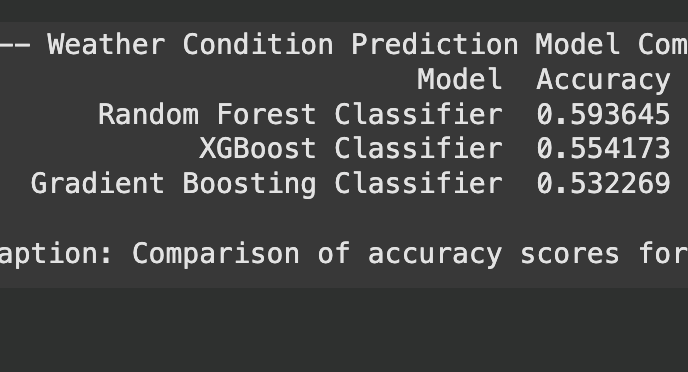 -- Weather Condition Prediction Model Com
Model Accuracy
Random Forest Classifier 0.593645
XGBoost Classifier 0.554173
Gradient Boosting Classifier 0.532269
aption: Comparison of accuracy scores for